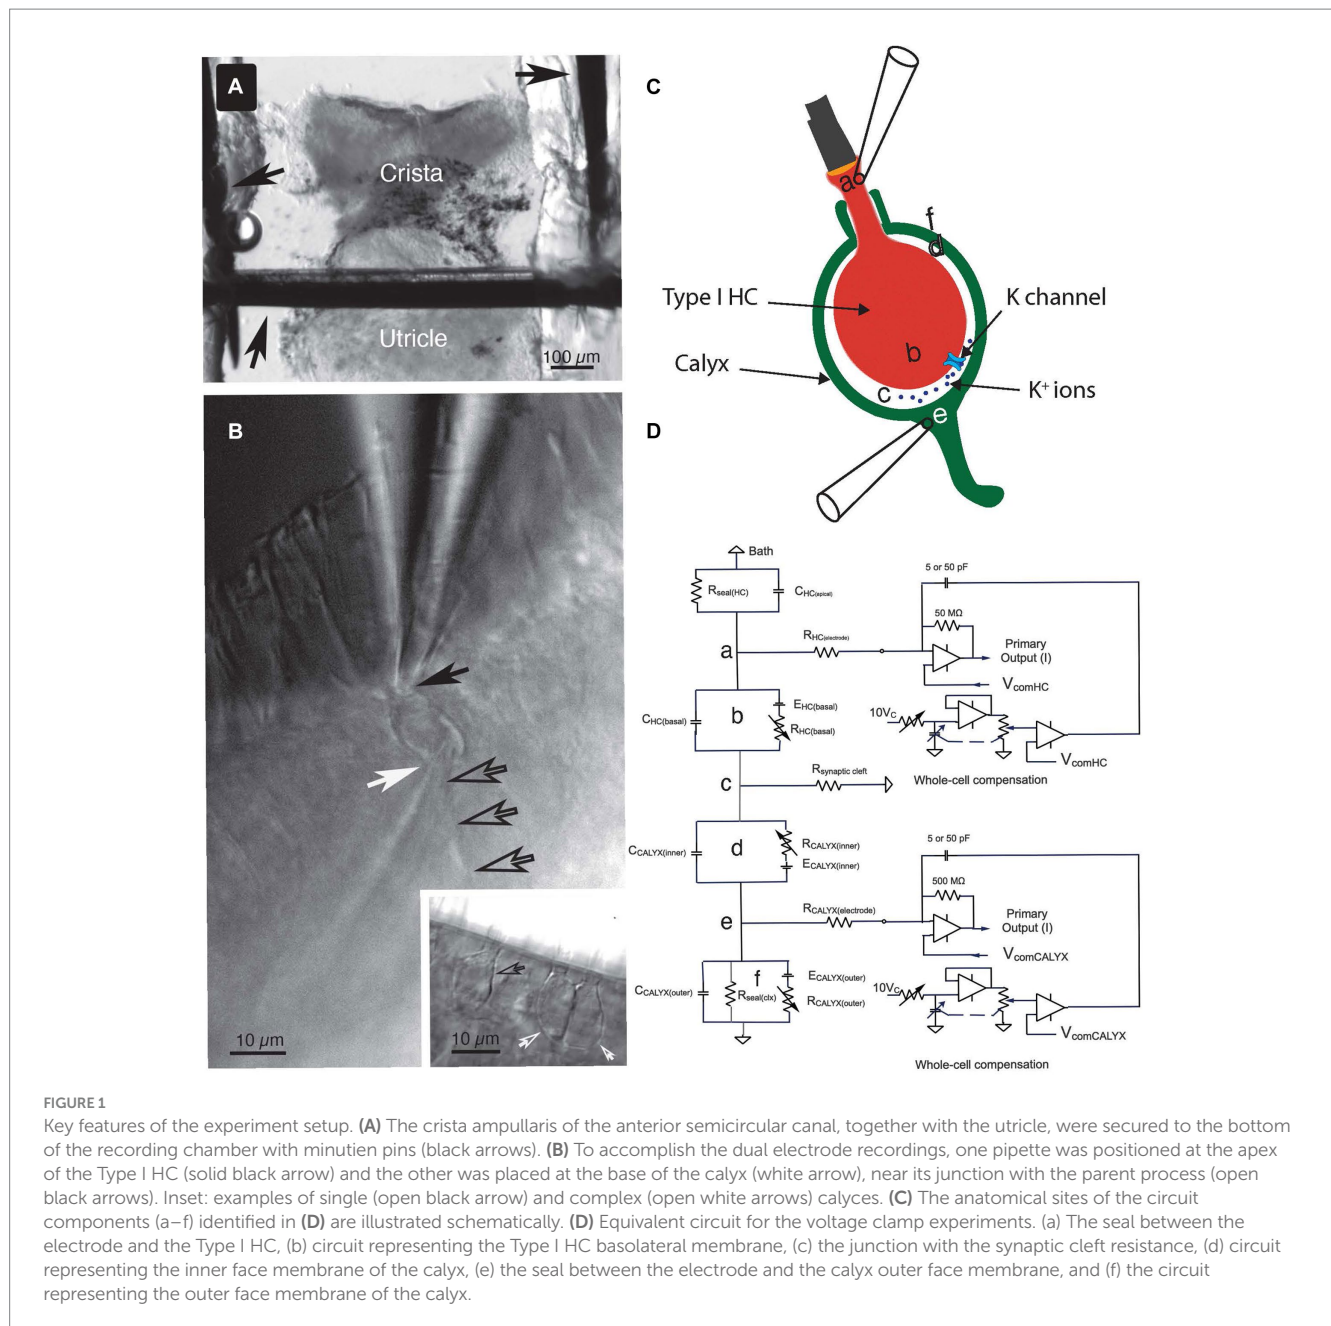 A
Crista
Utricle
100 µm
B
10 µm
10 µm
C
a
f
d
Type I HC
K channel
b
Calyx
c
K+ ions
e
D
Bath
5 or 50 pF
Rseal(HC)
CHC(apical)
50 MΩ
RHC(electrode)
a
Primary
Output (I)
VcomHC
EHC(basal)
CHC(basal)
b
10VC
RHC(basal)
VcomHC
Rsynaptic cleft
c
Whole-cell compensation
5 or 50 pF
RCALYX(inner)
CCALYX(inner)
d
ECALYX(inner)
500 MΩ
RCALYX(electrode)
e
Primary
Output (I)
VcomCALYX
f
ECALYX(outer)
CCALYX(outer)
Rseal(clx)
10VC
RCALYX(outer)
VcomCALYX
Whole-cell compensation
FIGURE 1
Key features of the experiment setup. (A) The crista ampullaris of the anterior semicircular canal, together with the utricle, were secured to the bottom
of the recording chamber with minutien pins (black arrows). (B) To accomplish the dual electrode recordings, one pipette was positioned at the apex
of the Type I HC (solid black arrow) and the other was placed at the base of the calyx (white arrow), near its junction with the parent process (open
black arrows). Inset: examples of single (open black arrow) and complex (open white arrows) calyces. (C) The anatomical sites of the circuit
components (a–f) identified in (D) are illustrated schematically. (D) Equivalent circuit for the voltage clamp experiments. (a) The seal between the
electrode and the Type I HC, (b) circuit representing the Type I HC basolateral membrane, (c) the junction with the synaptic cleft resistance, (d) circuit
representing the inner face membrane of the calyx, (e) the seal between the electrode and the calyx outer face membrane, and (f) the circuit
representing the outer face membrane of the calyx.